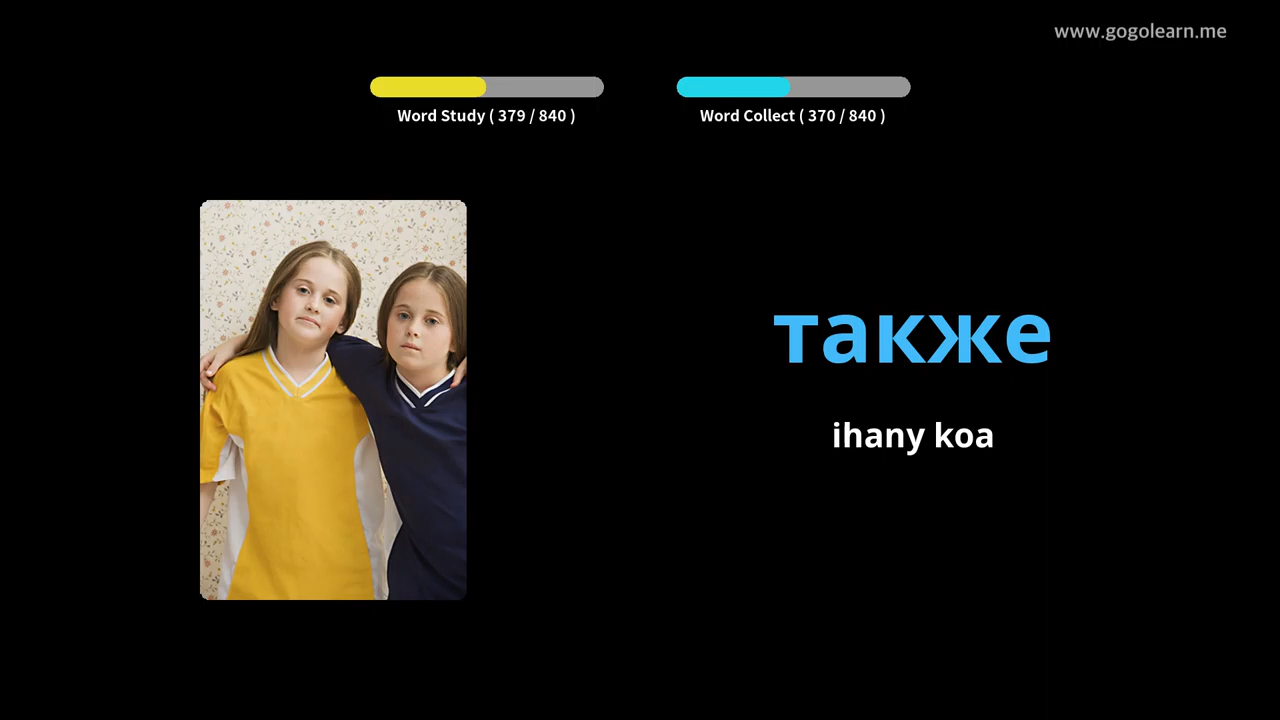 www.gogolearn.me
Word Study ( 379 / 840 )
Word Collect ( 370 / 840 )
также
ihany koa